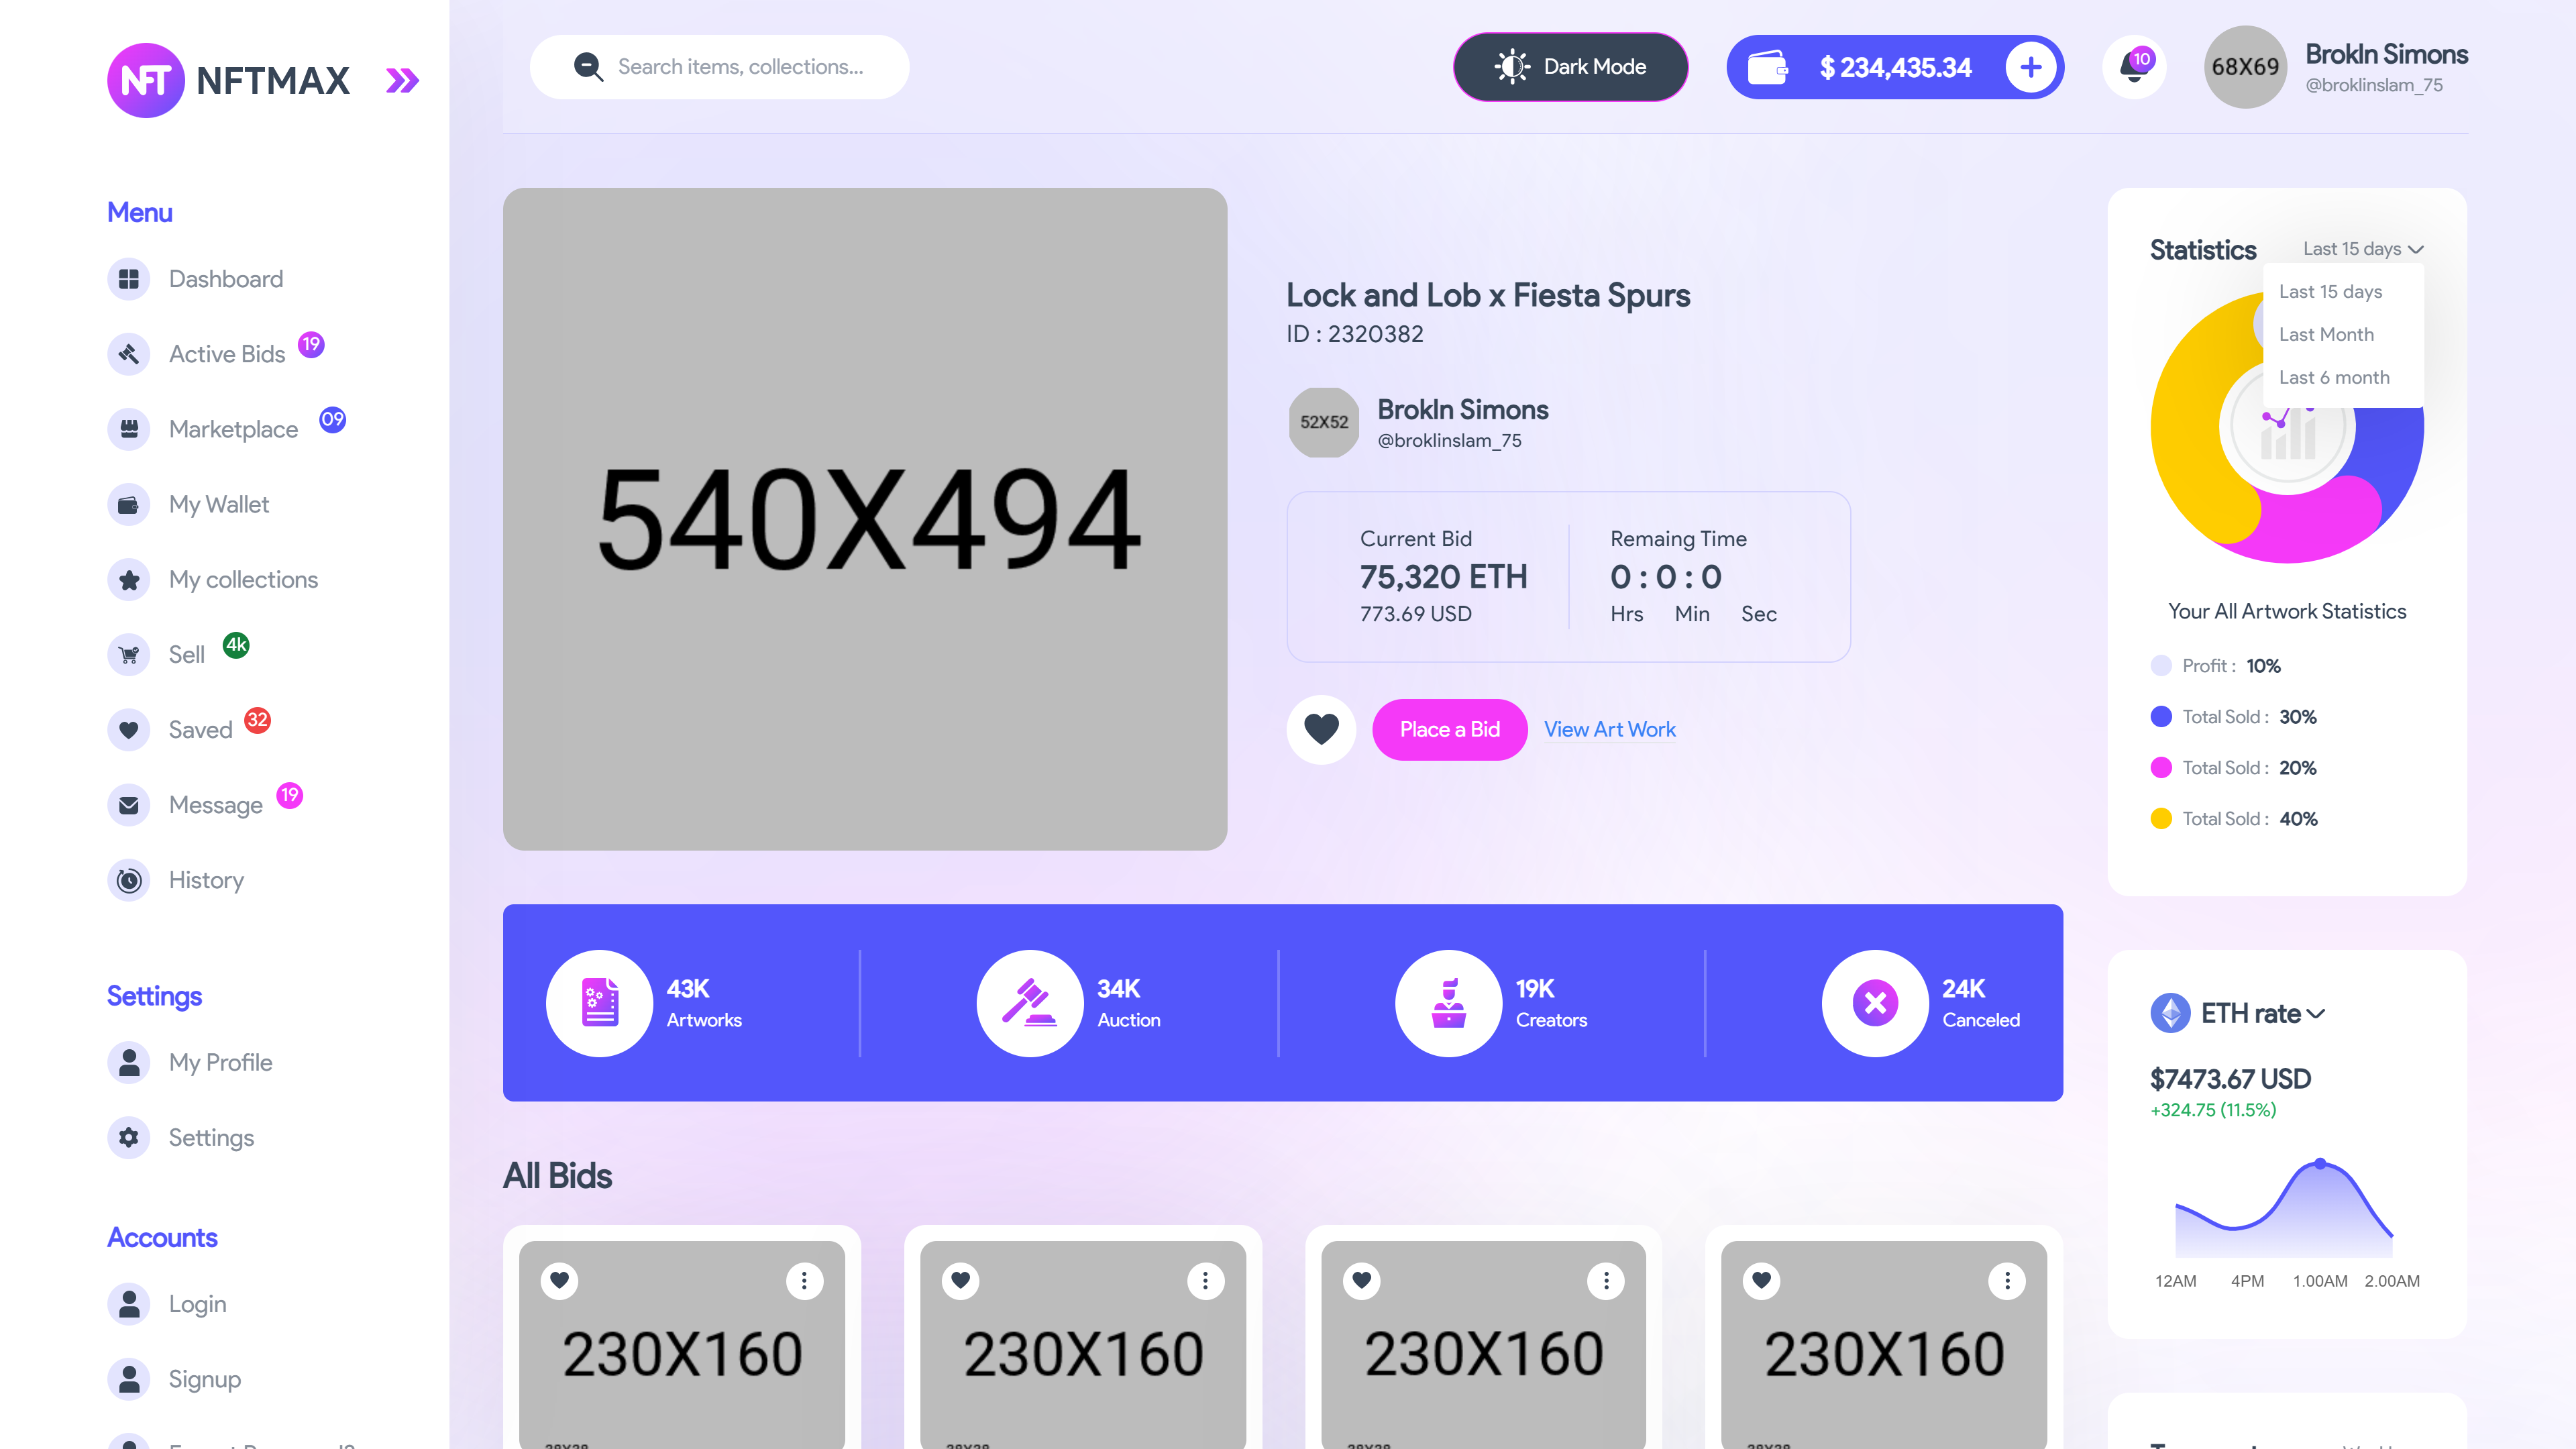 NFT NFTMAX
Search items, collections...
Dark Mode
$ 234,435.34
10
68X69
Brokln Simons
@broklinslam_75
Menu
Dashboard
Active Bids 19
Marketplace 09
My Wallet
My collections
Sell 4k
Saved 32
Message 19
History
Settings
My Profile
Settings
Accounts
Login
Signup
540X494
Lock and Lob x Fiesta Spurs
ID : 2320382
52X52
Brokln Simons
@broklinslam_75
Current Bid
75,320 ETH
773.69 USD
Remaing Time
0 : 0 : 0
Hrs Min Sec
Place a Bid
View Art Work
43K
Artworks
34K
Auction
19K
Creators
24K
Canceled
All Bids
230X160
230X160
230X160
230X160
Statistics
Last 15 days
Last 15 days
Last Month
Last 6 month
Your All Artwork Statistics
Profit : 10%
Total Sold : 30%
Total Sold : 20%
Total Sold : 40%
ETH rate
$7473.67 USD
+324.75 (11.5%)
12AM 4PM 1.00AM 2.00AM